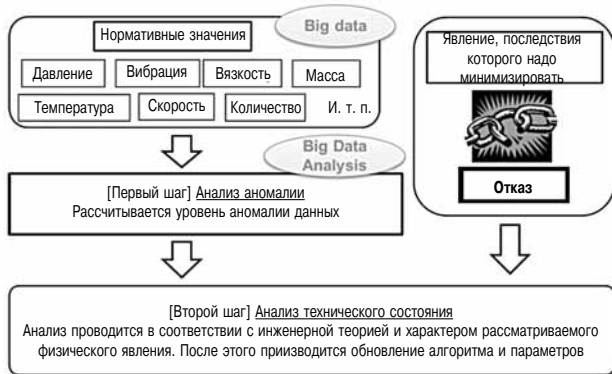 Big data
Нормативные значения
Давление Вибрация Вязкость Масса
Температура Скорость Количество И. т. п.
Big Data
Analysis
[Первый шаг] Анализ аномалии
Рассчитывается уровень аномалии данных
Явление, последствия
которого надо
минимизировать
Отказ
[Второй шаг] Анализ технического состояния
Анализ проводится в соответствии с инженерной теорией и характером рассматриваемого
физического явления. После этого приизводится обновление алгоритма и параметров